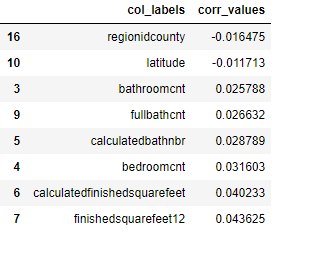 col_labels corr_values
16 regionidcounty -0.016475
10 latitude -0.011713
3 bathroomcnt 0.025788
9 fullbathcnt 0.026632
5 calculatedbathnbr 0.028789
4 bedroomcnt 0.031603
6 calculatedfinishedsquarefeet 0.040233
7 finishedsquarefeet12 0.043625